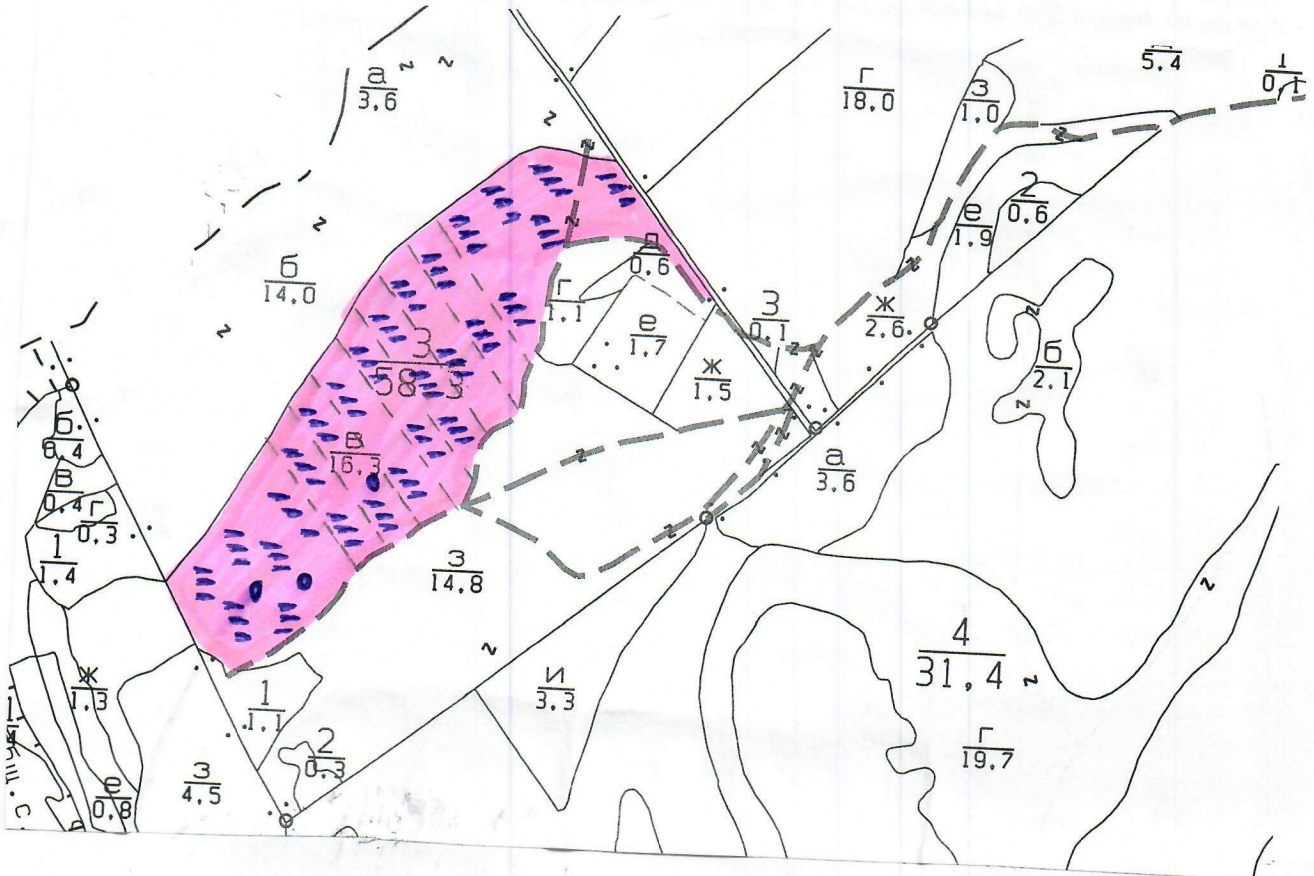 а
3,6
г
18,0
з
1,0
5,4
1
0,1
2
0,6
е
1,9
б
14,0
д
0,6
г
1,1
3
0,1
ж
2,6
е
1,7
ж
1,5
б
2,1
3
58,3
в
16,3
б
0,4
в
0,4
г
0,3
1
1,4
а
3,6
з
14,8
4
31,4
ж
1,3
1
1,1
и
3,3
2
0,3
г
19,7
з
4,5
е
0,8